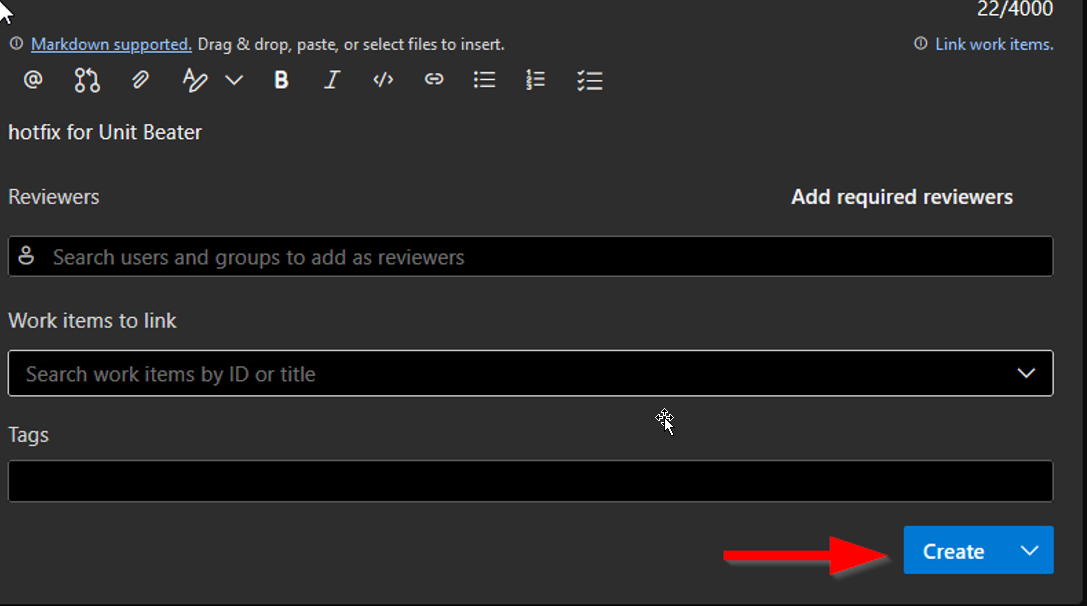 22/4000
Markdown supported. Drag & drop, paste, or select files to insert.
Link work items.
hotfix for Unit Beater
Reviewers
Add required reviewers
Search users and groups to add as reviewers
Work items to link
Search work items by ID or title
Tags
Create